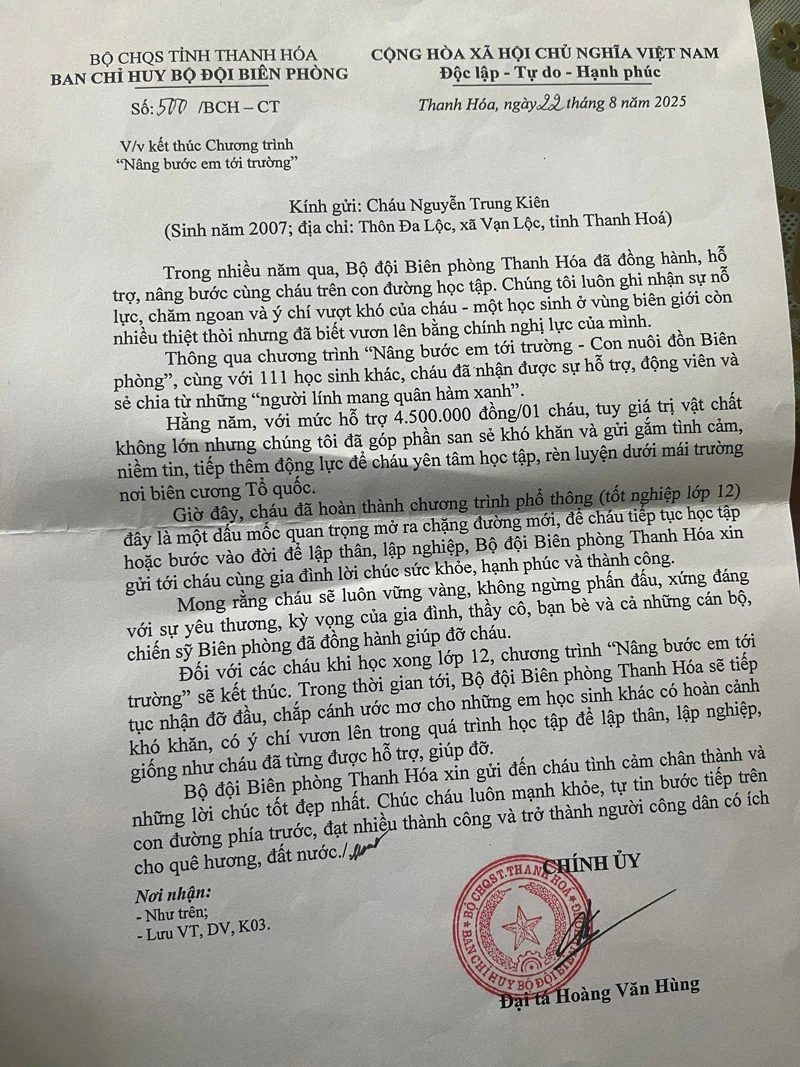 BỘ CHQS TỈNH THANH HÓA
BAN CHỈ HUY BỘ ĐỘI BIÊN PHÒNG
Số: 500 /BCH – CT
V/v kết thúc Chương trình
“Nâng bước em tới trường”
CỘNG HÒA XÃ HỘI CHỦ NGHĨA VIỆT NAM
Độc lập - Tự do - Hạnh phúc
Thanh Hóa, ngày 22 tháng 8 năm 2025
Kính gửi: Cháu Nguyễn Trung Kiên
(Sinh năm 2007; địa chỉ: Thôn Đa Lộc, xã Vạn Lộc, tỉnh Thanh Hoá)
Trong nhiều năm qua, Bộ đội Biên phòng Thanh Hóa đã đồng hành, hỗ
trợ, nâng bước cùng cháu trên con đường học tập. Chúng tôi luôn ghi nhận sự nỗ
lực, chăm ngoan và ý chí vượt khó của cháu - một học sinh ở vùng biên giới còn
nhiều thiệt thòi nhưng đã biết vươn lên bằng chính nghị lực của mình.
Thông qua chương trình “Nâng bước em tới trường - Con nuôi đồn Biên
phòng”, cùng với 111 học sinh khác, cháu đã nhận được sự hỗ trợ, động viên và
sẻ chia từ những “người lính mang quân hàm xanh”.
Hằng năm, với mức hỗ trợ 4.500.000 đồng/01 cháu, tuy giá trị vật chất
không lớn nhưng chúng tôi đã góp phần san sẻ khó khăn và gửi gắm tình cảm,
niềm tin, tiếp thêm động lực để cháu yên tâm học tập, rèn luyện dưới mái trường
nơi biên cương Tổ quốc.
Giờ đây, cháu đã hoàn thành chương trình phổ thông (tốt nghiệp lớp 12)
đây là một dấu mốc quan trọng mở ra chặng đường mới, để cháu tiếp tục học tập
hoặc bước vào đời để lập thân, lập nghiệp, Bộ đội Biên phòng Thanh Hóa xin
gửi tới cháu cùng gia đình lời chúc sức khỏe, hạnh phúc và thành công.
Mong rằng cháu sẽ luôn vững vàng, không ngừng phấn đấu, xứng đáng
với sự yêu thương, kỳ vọng của gia đình, thầy cô, bạn bè và cả những cán bộ,
chiến sỹ Biên phòng đã đồng hành giúp đỡ cháu.
Đối với các cháu khi học xong lớp 12, chương trình “Nâng bước em tới
trường” sẽ kết thúc. Trong thời gian tới, Bộ đội Biên phòng Thanh Hóa sẽ tiếp
tục nhận đỡ đầu, chắp cánh ước mơ cho những em học sinh khác có hoàn cảnh
khó khăn, có ý chí vươn lên trong quá trình học tập để lập thân, lập nghiệp,
giống như cháu đã từng được hỗ trợ, giúp đỡ.
Bộ đội Biên phòng Thanh Hóa xin gửi đến cháu tình cảm chân thành và
những lời chúc tốt đẹp nhất. Chúc cháu luôn mạnh khỏe, tự tin bước tiếp trên
con đường phía trước, đạt nhiều thành công và trở thành người công dân có ích
cho quê hương, đất nước./.
Nơi nhận:
- Như trên;
- Lưu VT, DV, K03.
CHÍNH ỦY
BỘ CHQS T.THANH HÓA
BAN CHỈ HUY BỘ ĐỘI BIÊN
Đại tá Hoàng Văn Hùng